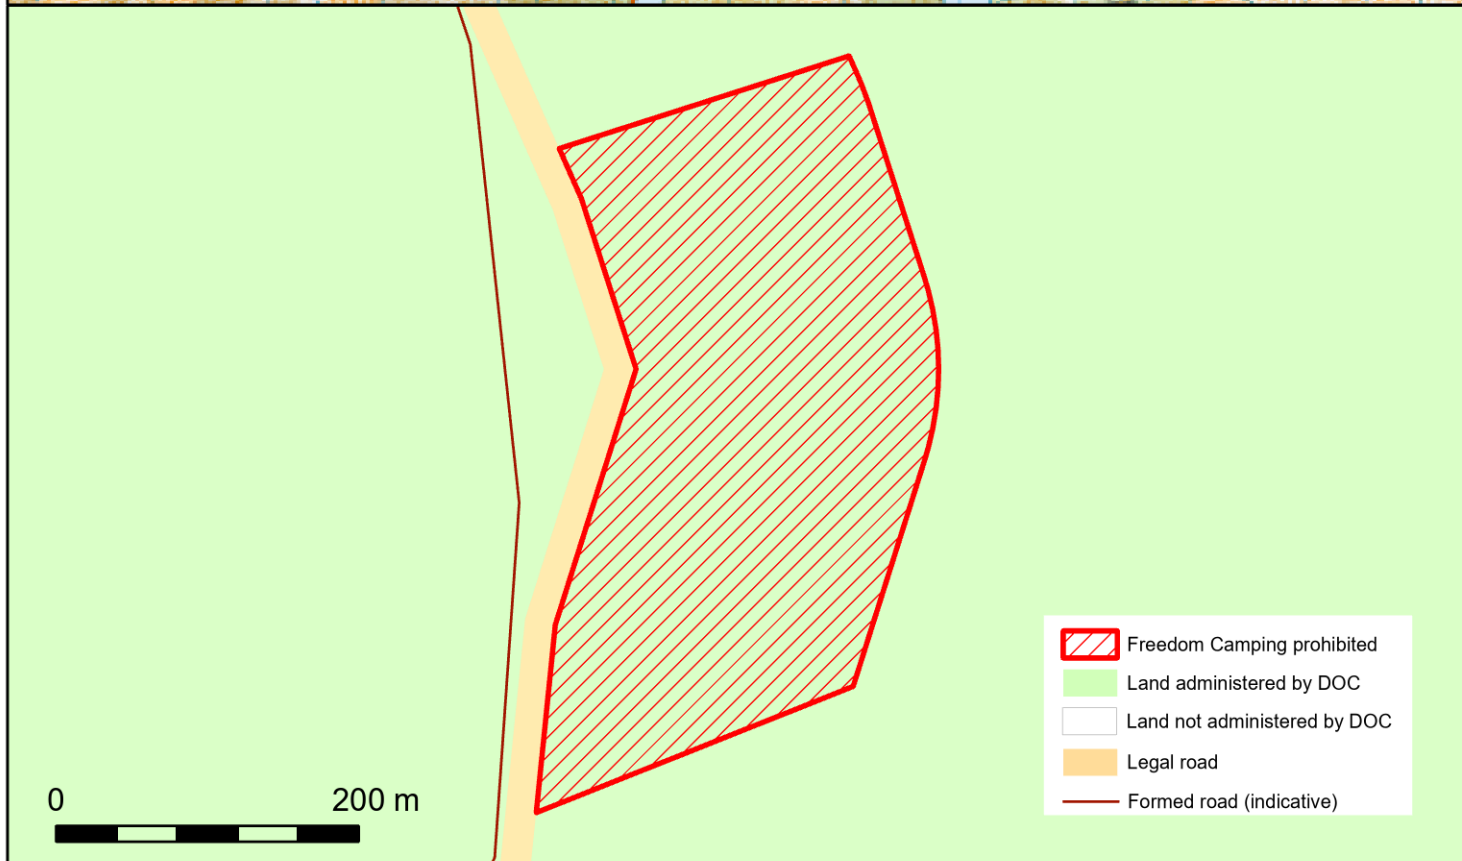 Freedom Camping prohibited
Land administered by DOC
Land not administered by DOC
Legal road
Formed road (indicative)
0 200 m